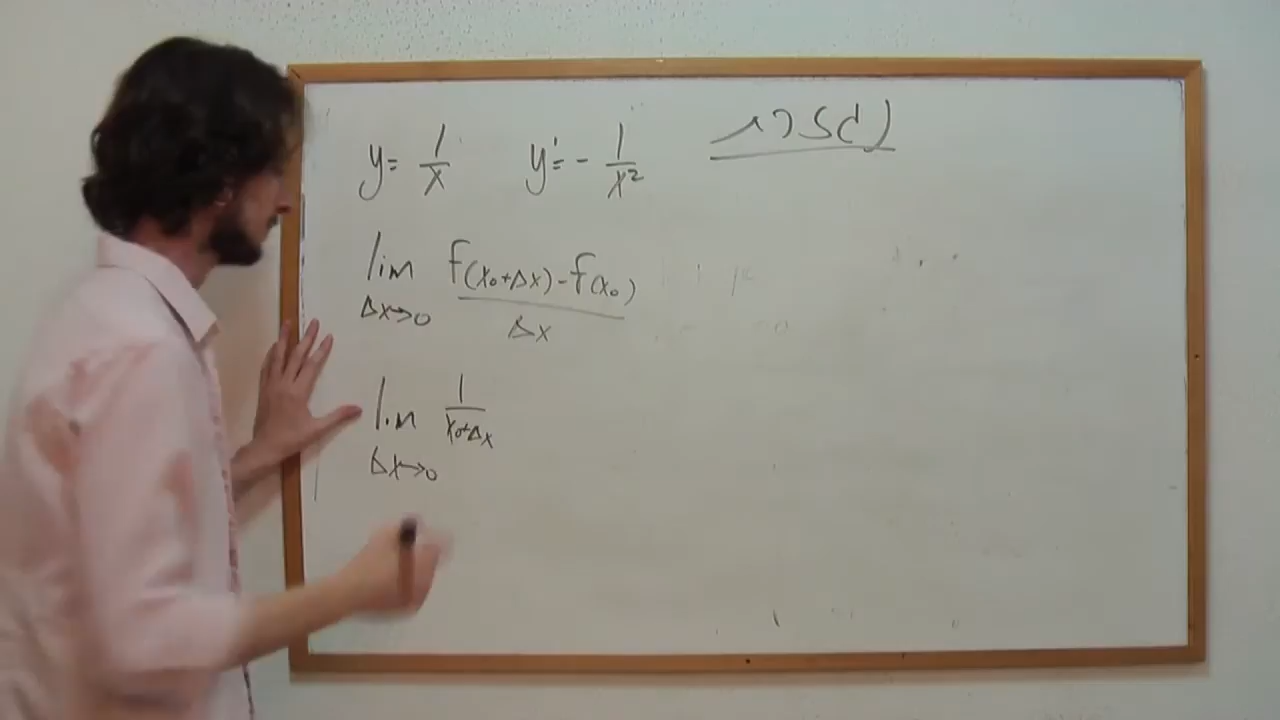 y = 1/x    y' = - 1/x²
lim Δx→0 f(x₀+Δx) - f(x₀) / Δx
lim Δx→0 1/(x₀+Δx)